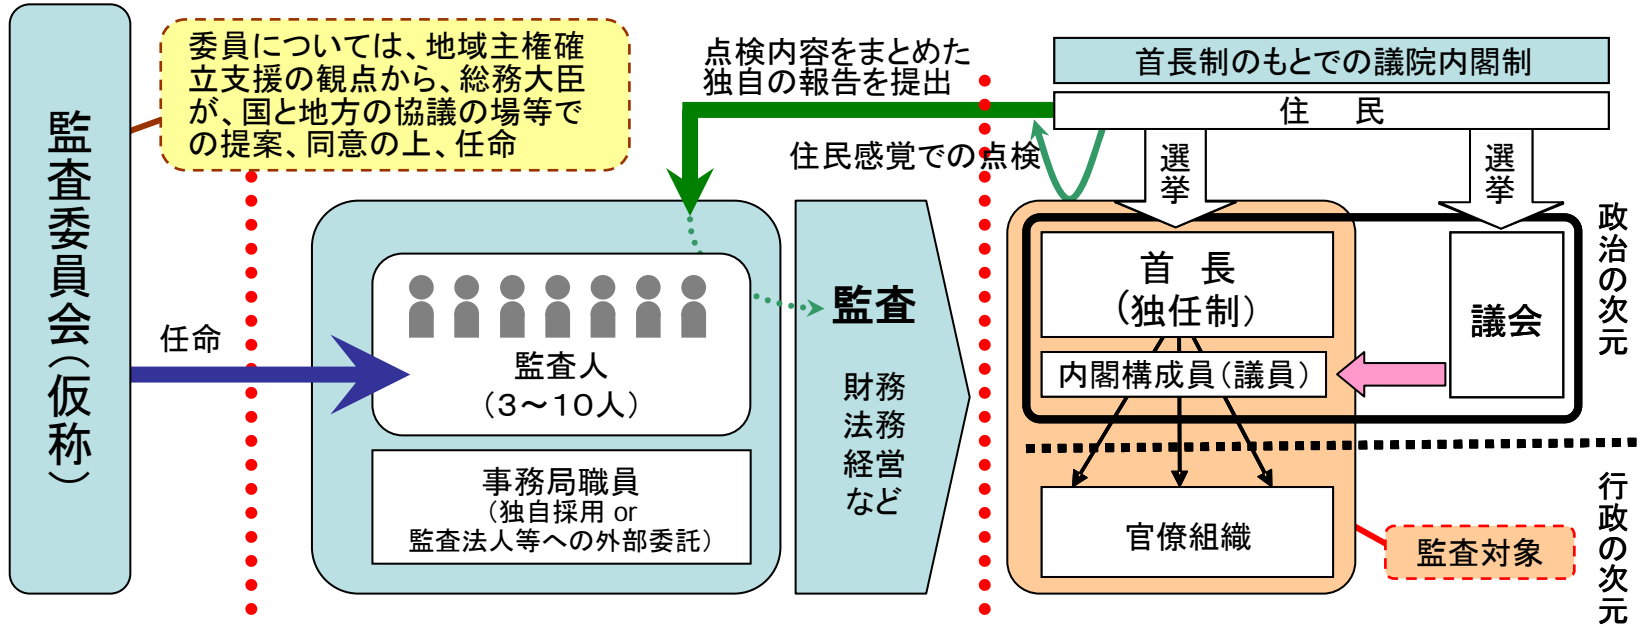 監査委員会（仮称）
委員については、地域主権確
立支援の観点から、総務大臣
が、国と地方の協議の場等で
の提案、同意の上、任命
任命
監査人
（３～１０人）
事務局職員
（独自採用 or
監査法人等への外部委託）
点検内容をまとめた
独自の報告を提出
住民感覚での点検
監査
財務
法務
経営
など
首長制のもとでの議院内閣制
住　民
選挙
選挙
首　長
（独任制）
内閣構成員（議員）
議会
官僚組織
監査対象
政治の次元
行政の次元